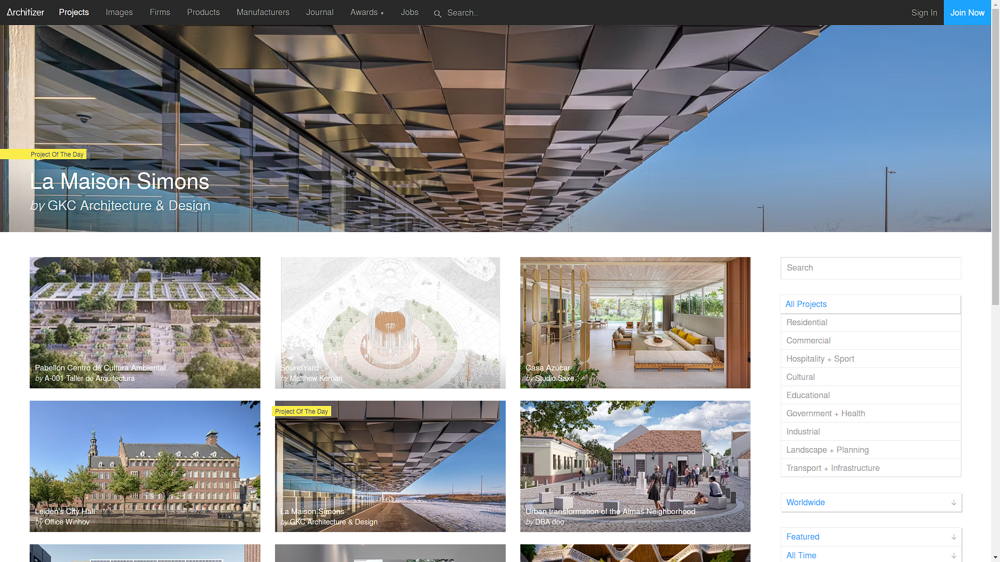 Architizer Projects Images Firms Products Manufacturers Journal Awards ▾ Jobs Search.. Sign In Join Now
Project Of The Day
La Maison Simons
by GKC Architecture & Design
Pabellón Centro de Cultura Ambiental
by A-001 Taller de Arquitectura
SoundYard
by Matthew Kernan
Casa Azúcar
by Studio Saxe
Leiden's City Hall
by Office Winhov
Project Of The Day
La Maison Simons
by GKC Architecture & Design
Urban transformation of the Almaš Neighborhood
by DBA doo
Search
All Projects
Residential
Commercial
Hospitality + Sport
Cultural
Educational
Government + Health
Industrial
Landscape + Planning
Transport + Infrastructure
Worldwide
Featured
All Time